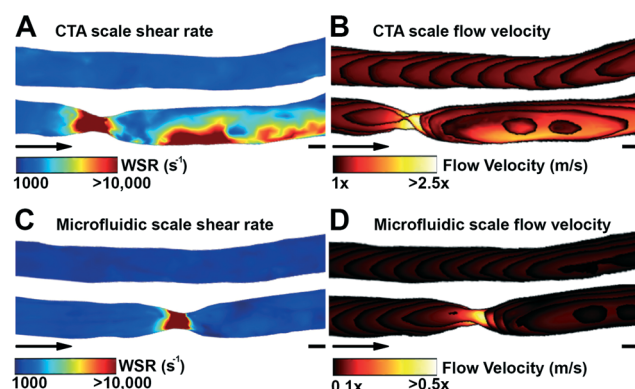 A CTA scale shear rate
B CTA scale flow velocity
WSR (s⁻¹)
1000 >10,000
Flow Velocity (m/s)
1x >2.5x
C Microfluidic scale shear rate
D Microfluidic scale flow velocity
WSR (s⁻¹)
1000 >10,000
Flow Velocity (m/s)
0.1x >0.5x